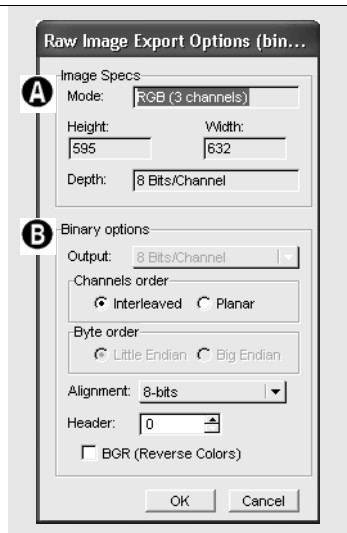 Raw Image Export Options (bin...
A
Image Specs
Mode: RGB (3 channels)
Height: Width:
595 632
Depth: 8 Bits/Channel
B
Binary options
Output: 8 Bits/Channel
Channels order
Interleaved Planar
Byte order
Little Endian Big Endian
Alignment: 8-bits
Header: 0
BGR (Reverse Colors)
OK Cancel